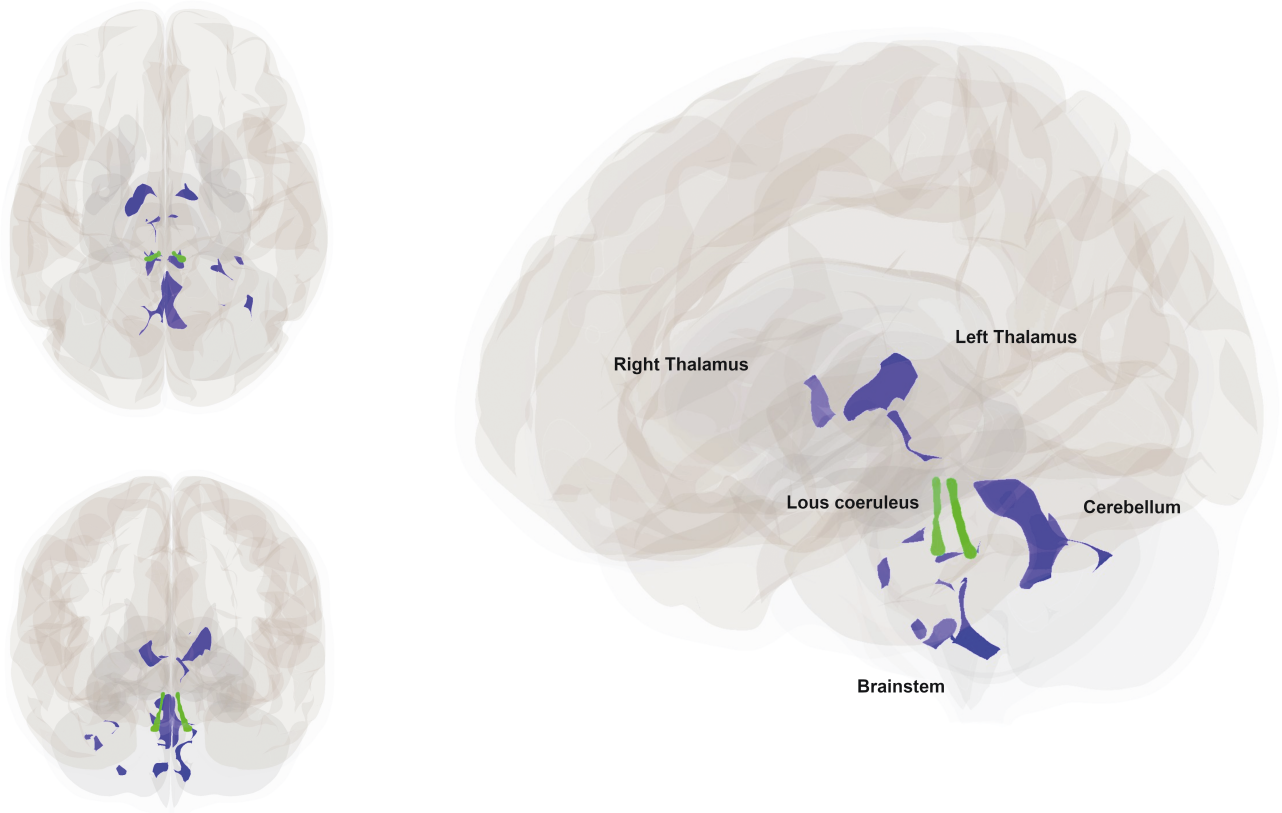 Left Thalamus
Right Thalamus
Lous coeruleus
Cerebellum
Brainstem